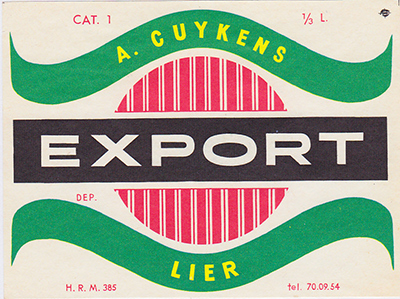 CAT. 1
⅓ L.
A. CUYKENS
EXPORT
DEP.
LIER
H. R. M. 385
tel. 70.09.54